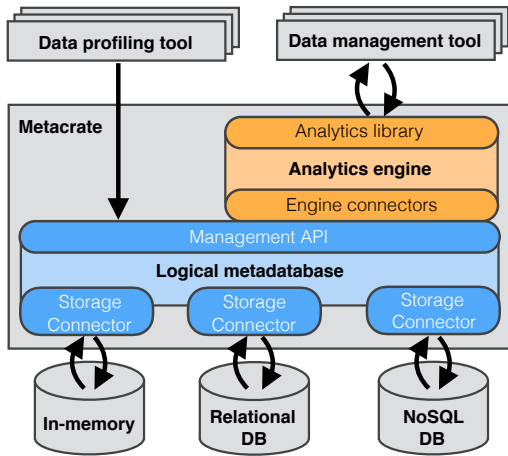 Data profiling tool
Data management tool
Metacrate
Analytics library
Analytics engine
Engine connectors
Management API
Logical metadatabase
Storage
Connector
Storage
Connector
Storage
Connector
In-memory
Relational
DB
NoSQL
DB